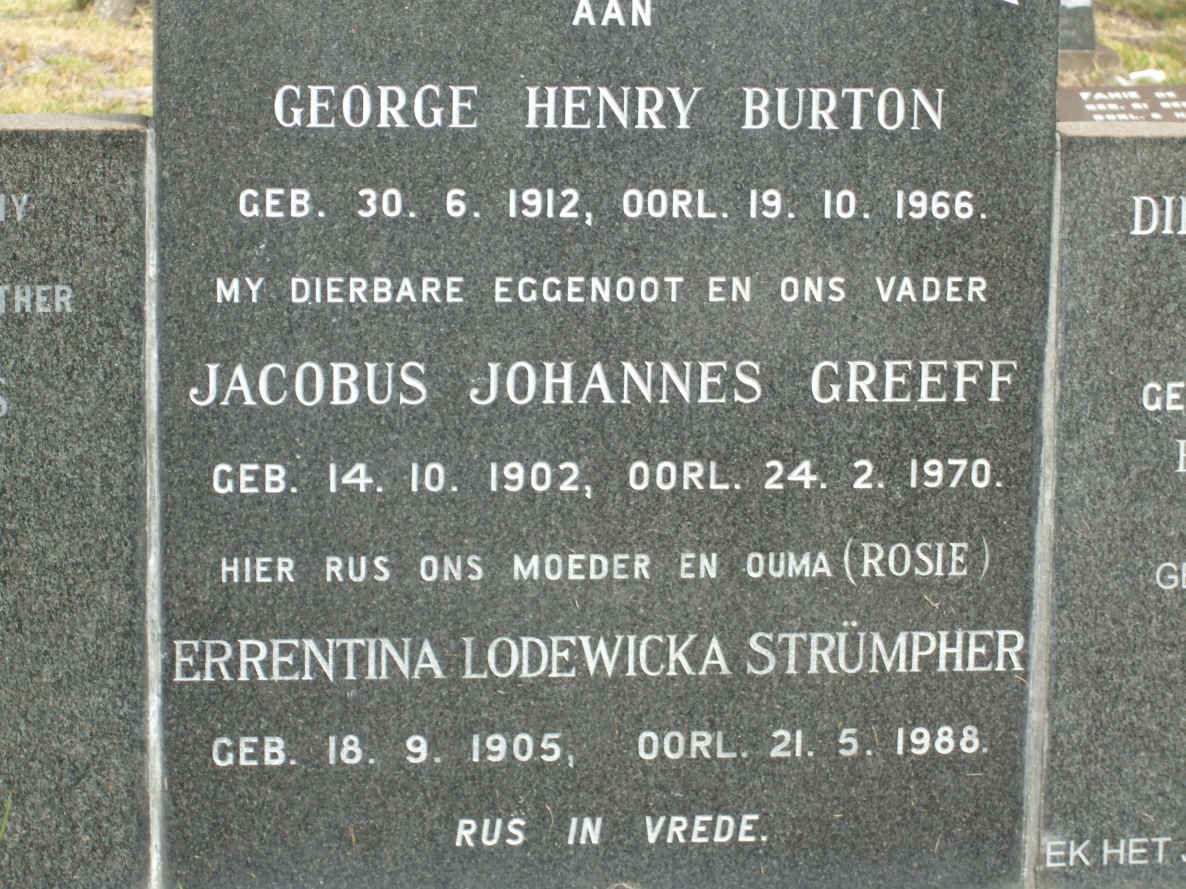 AAN
GEORGE HENRY BURTON
GEB. 30. 6. 1912, OORL. 19. 10. 1966.
MY DIERBARE EGGENOOT EN ONS VADER
JACOBUS JOHANNES GREEFF
GEB. 14. 10. 1902, OORL. 24. 2. 1970.
HIER RUS ONS MOEDER EN OUMA (ROSIE)
ERRENTINA LODEWICKA STRÜMPHER
GEB. 18. 9. 1905, OORL. 21. 5. 1988.
RUS IN VREDE.
FANIE DE
EK HET